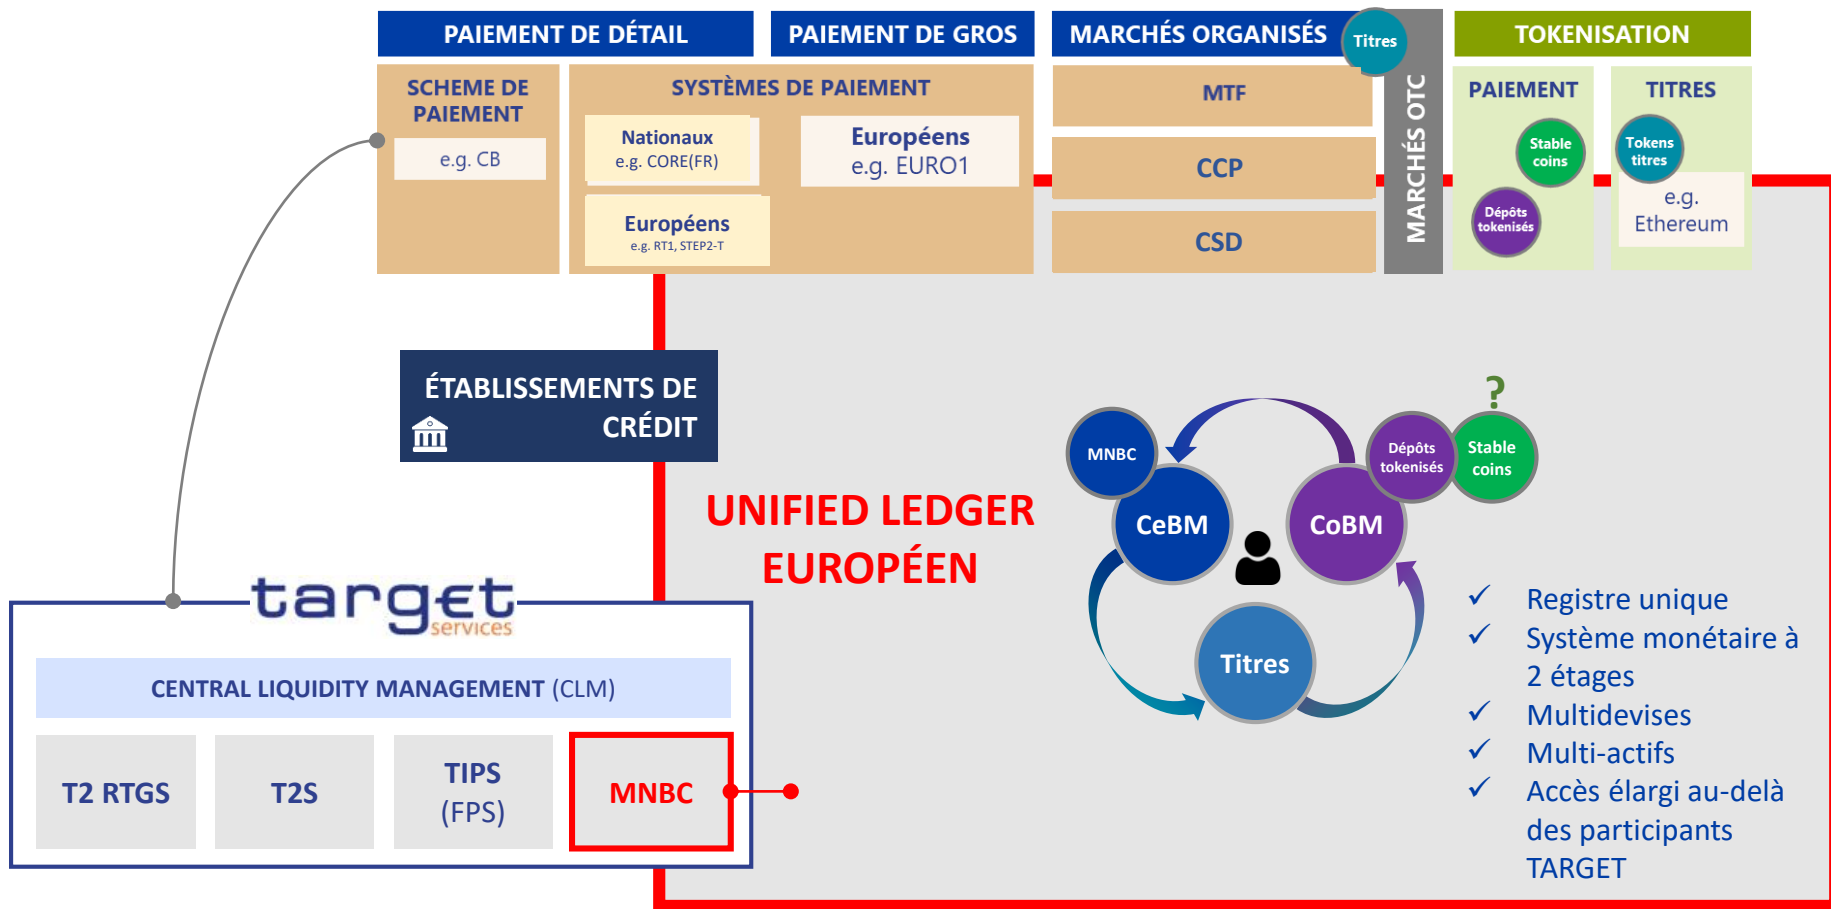 PAIEMENT DE DÉTAIL
PAIEMENT DE GROS
MARCHÉS ORGANISÉS
Titres
MARCHÉS OTC
TOKENISATION
SCHEME DE
PAIEMENT
e.g. CB
SYSTÈMES DE PAIEMENT
Nationaux
e.g. CORE(FR)
Européens
e.g. RT1, STEP2-T
Européens
e.g. EURO1
MTF
CCP
CSD
PAIEMENT
Stable
coins
Dépôts
tokenisés
TITRES
Tokens
titres
e.g.
Ethereum
ÉTABLISSEMENTS DE
CRÉDIT
UNIFIED LEDGER
EUROPÉEN
MNBC
CeBM
CoBM
Dépôts
tokenisés
?
Stable
coins
Titres
✓ Registre unique
✓ Système monétaire à
2 étages
✓ Multidevises
✓ Multi-actifs
✓ Accès élargi au-delà
des participants
TARGET
target
services
CENTRAL LIQUIDITY MANAGEMENT (CLM)
T2 RTGS
T2S
TIPS
(FPS)
MNBC